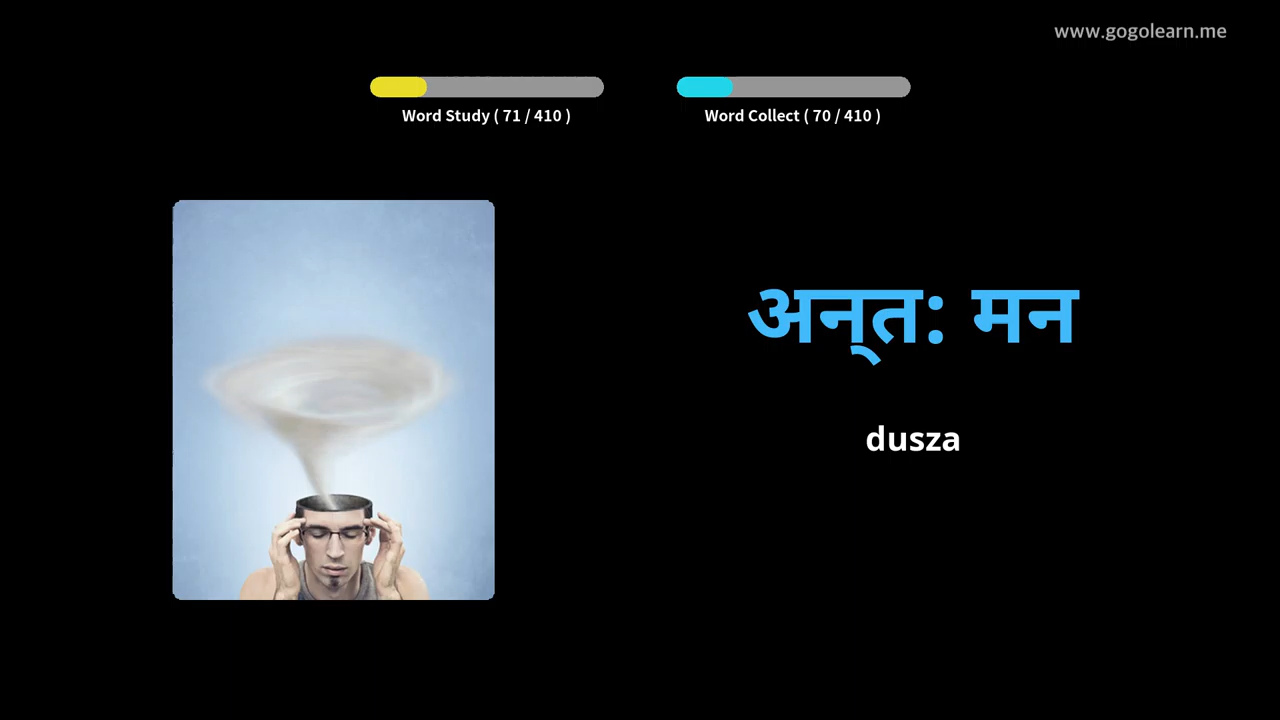 www.gogolearn.me
Word Study ( 71 / 410 )
Word Collect ( 70 / 410 )
अन्‌त: मन
dusza